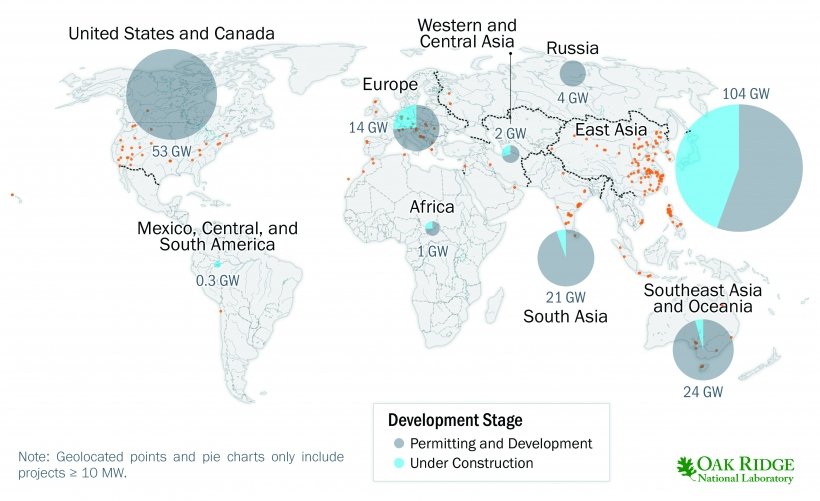 United States and Canada
53 GW
Mexico, Central, and
South America
0.3 GW
Western and
Central Asia
2 GW
Europe
14 GW
Russia
4 GW
East Asia
104 GW
Africa
1 GW
21 GW
South Asia
Southeast Asia
and Oceania
24 GW
Development Stage
Permitting and Development
Under Construction
Note: Geolocated points and pie charts only include
projects ≥ 10 MW.
OAK RIDGE
National Laboratory